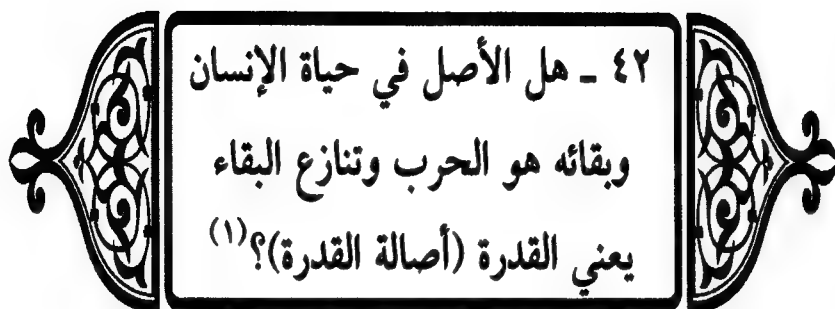 ٤٢ ـ هل الأصل في حياة الإنسان
وبقائه هو الحرب وتنازع البقاء
يعني القدرة (أصالة القدرة)؟(١)